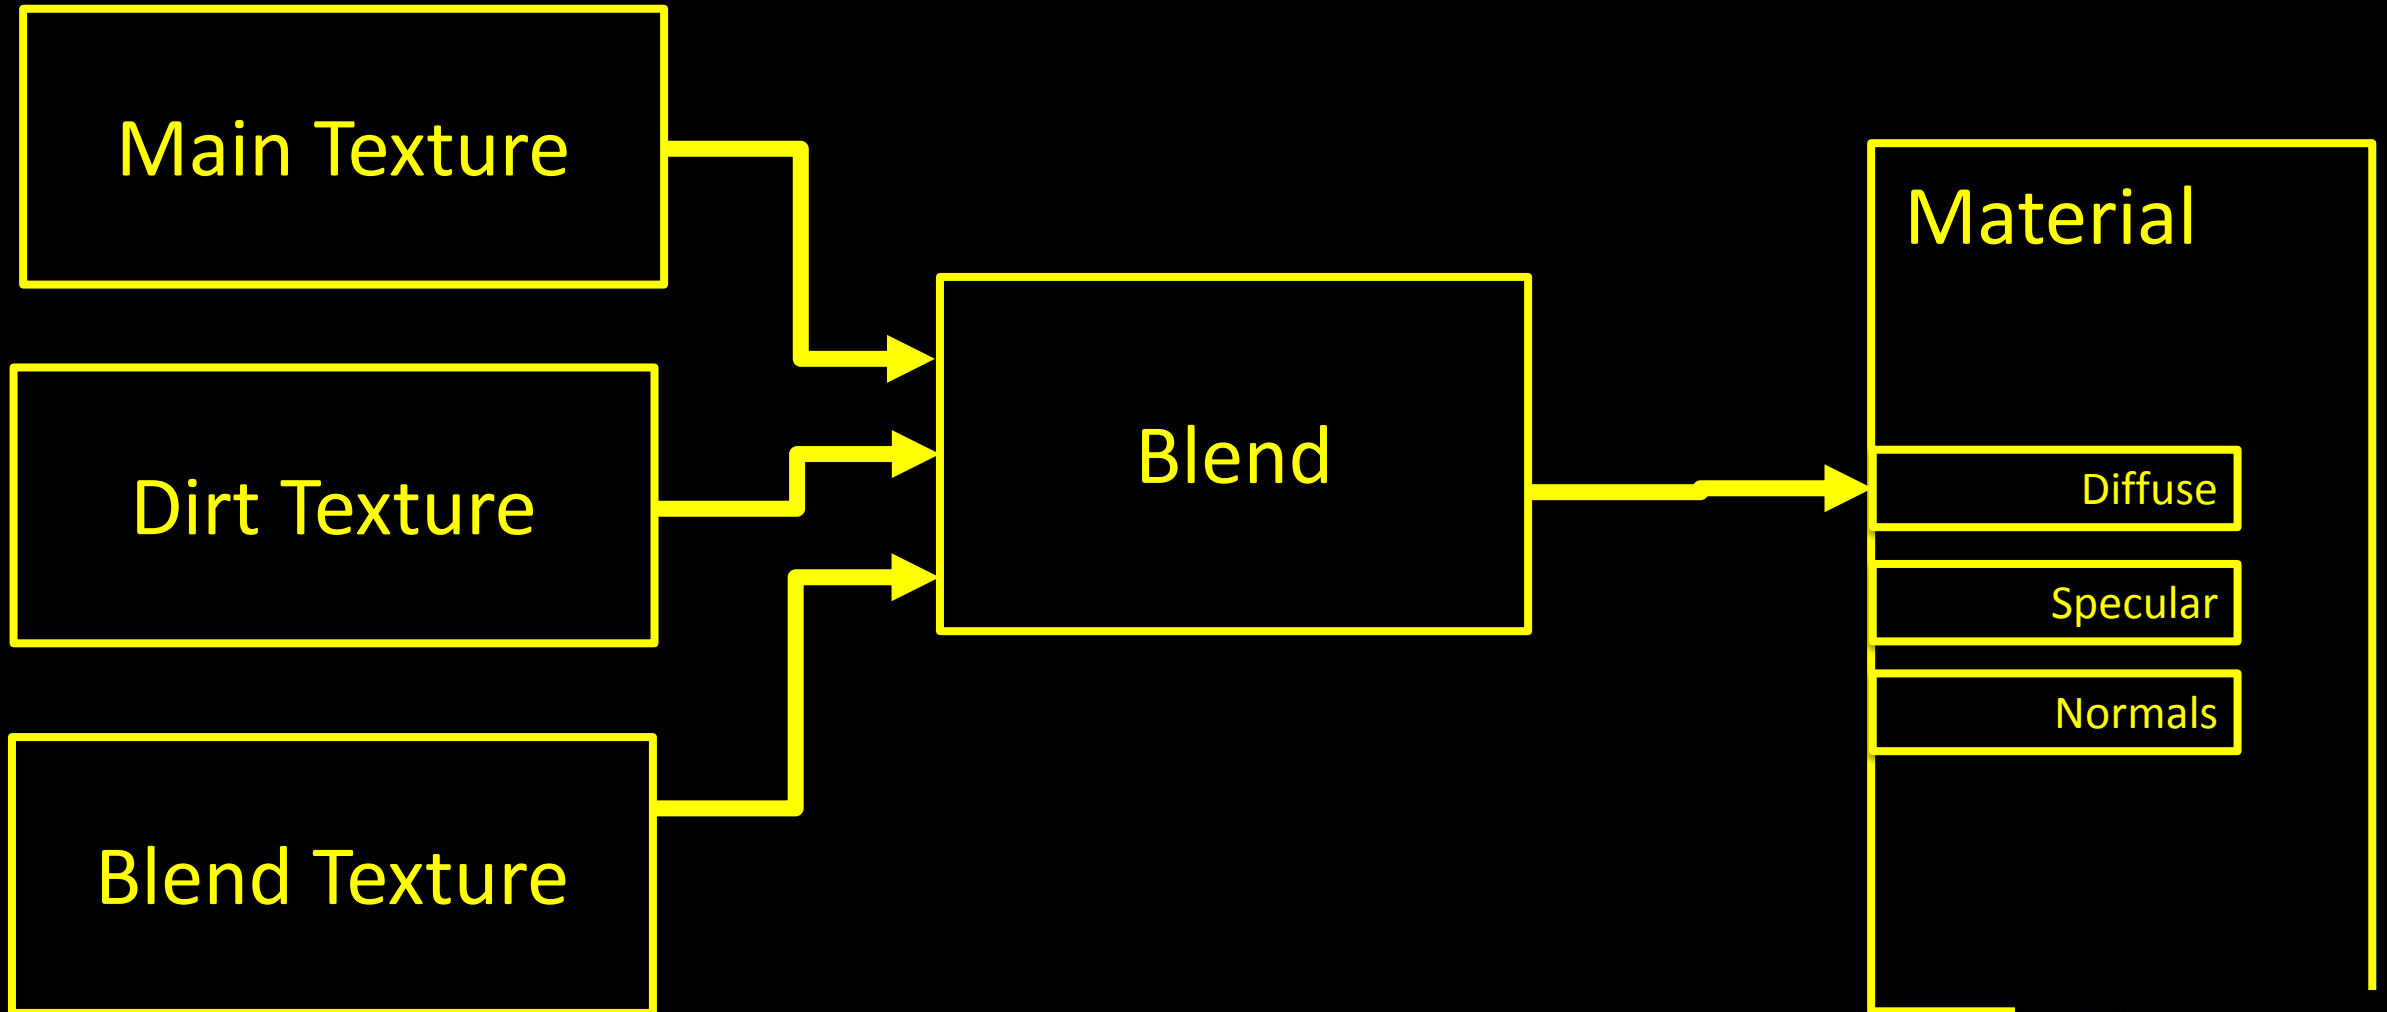 Main Texture
Dirt Texture
Blend Texture
Blend
Material
Diffuse
Specular
Normals